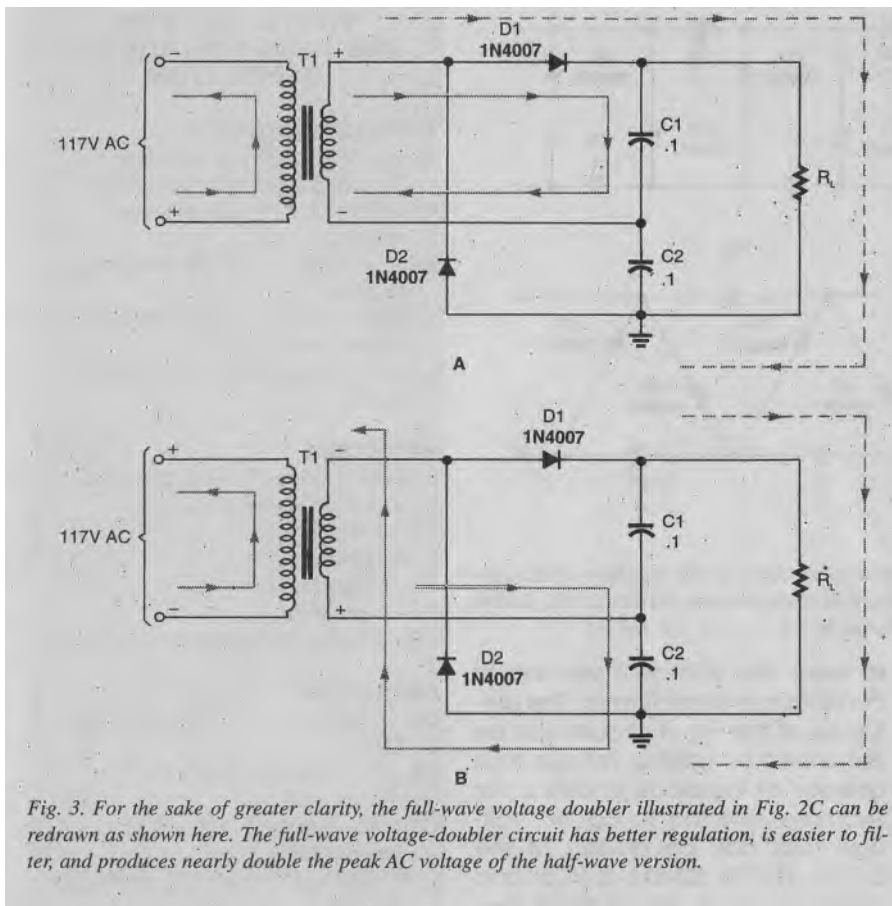 D1
1N4007
− T1 +
117V AC
C1
.1
RL
+ −
D2
1N4007
C2
.1
A
D1
1N4007
+ T1 −
117V AC
C1
.1
RL
− +
D2
1N4007
C2
.1
B
Fig. 3. For the sake of greater clarity, the full-wave voltage doubler illustrated in Fig. 2C can be
redrawn as shown here. The full-wave voltage-doubler circuit has better regulation, is easier to fil-
ter, and produces nearly double the peak AC voltage of the half-wave version.